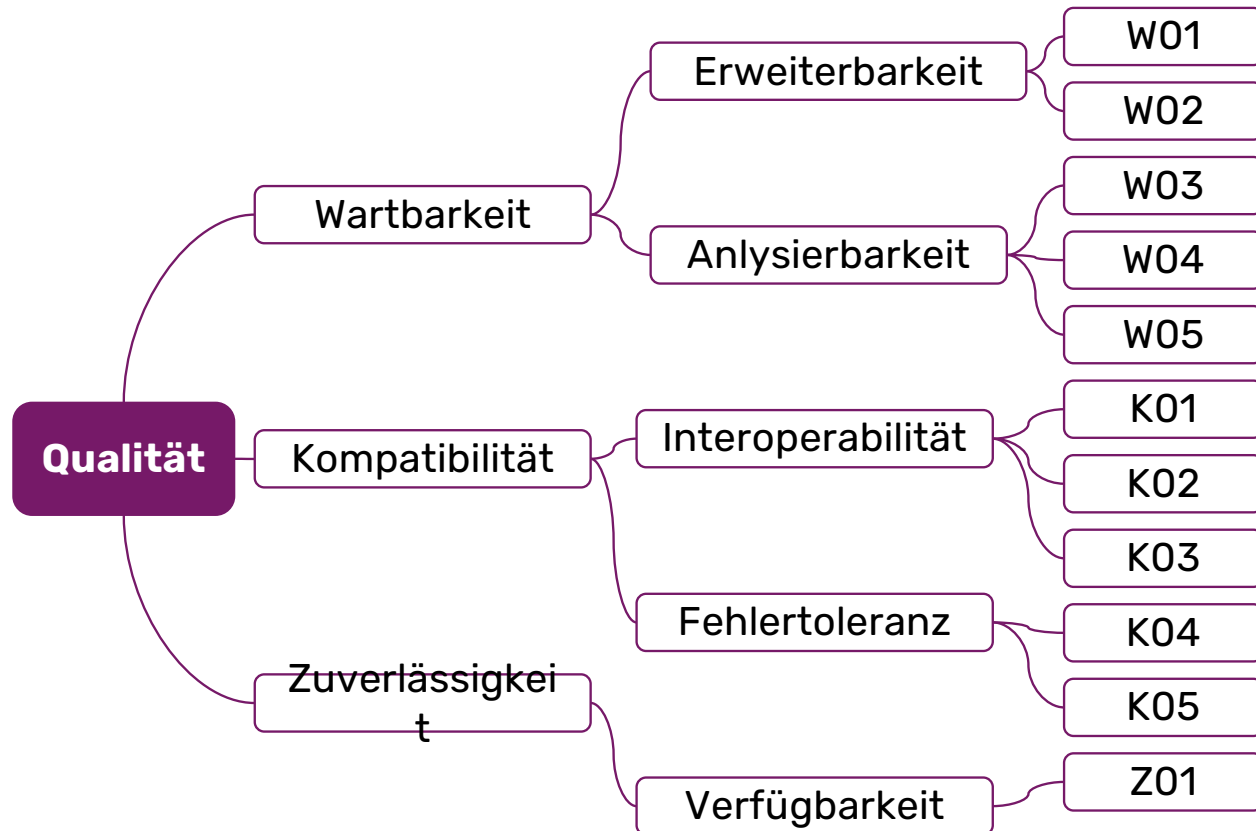 Qualität
Wartbarkeit
Erweiterbarkeit
W01
W02
Anlysierbarkeit
W03
W04
W05
Kompatibilität
Interoperabilität
K01
K02
K03
Fehlertoleranz
K04
K05
Zuverlässigkei
t
Verfügbarkeit
Z01